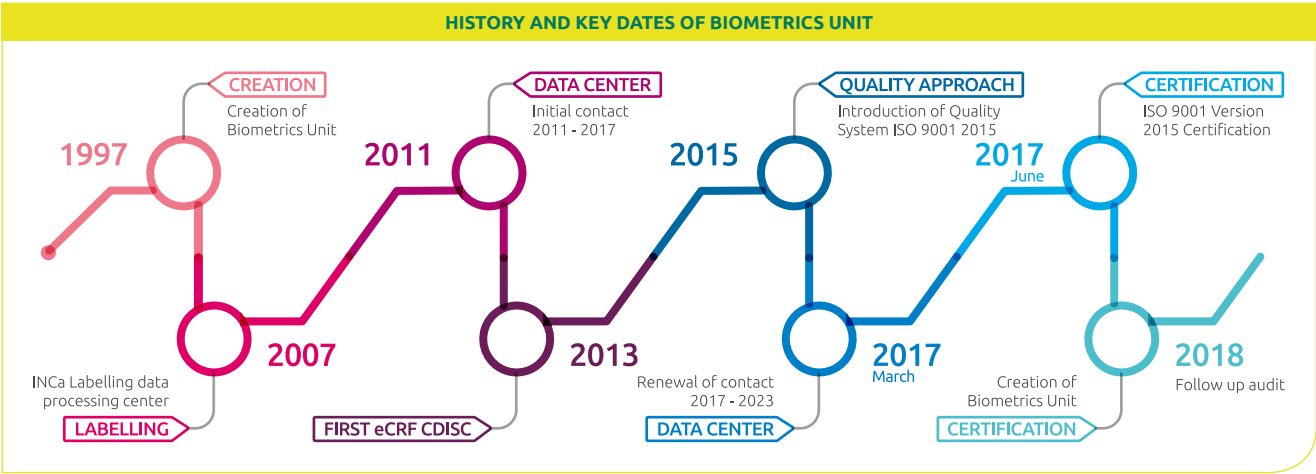 HISTORY AND KEY DATES OF BIOMETRICS UNIT
CREATION
Creation of
Biometrics Unit
1997
INCa Labelling data
processing center
LABELLING
2007
DATA CENTER
Initial contact
2011 - 2017
2011
FIRST eCRF CDISC
2013
QUALITY APPROACH
Introduction of Quality
System ISO 9001 2015
2015
Renewal of contact
2017 - 2023
DATA CENTER
2017
March
CERTIFICATION
ISO 9001 Version
2015 Certification
2017
June
Creation of
Biometrics Unit
CERTIFICATION
2018
Follow up audit